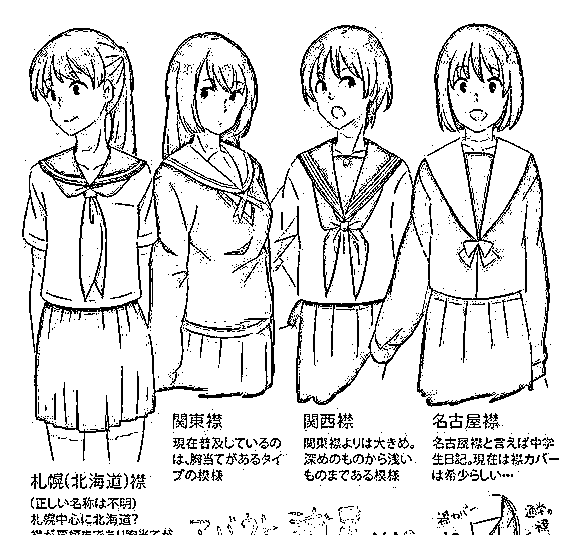 関東襟
現在普及しているの
は、胸当てがあるタイ
プの模様
関西襟
関東襟よりは大きめ。
深めのものから浅い
ものまである模様
名古屋襟
名古屋襟と言えば中学
生日記。現在は襟カバー
は希少らしい…
札幌(北海道)襟
(正しい名称は不明)
札幌中心に北海道?
襟カバー